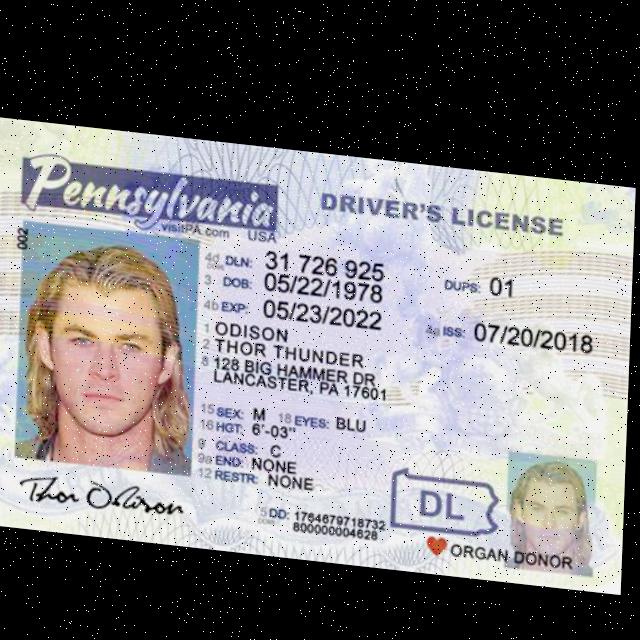 Pennsylvania
visitPA.com USA
DRIVER'S LICENSE
002
4d DLN: 31 726 925
DUPS: 01
3 DOB: 05/22/1978
4b EXP: 05/23/2022
4a ISS: 07/20/2018
1 ODISON
2 THOR THUNDER
8 128 BIG HAMMER DR
LANCASTER, PA 17601
15 SEX: M 18 EYES: BLU
16 HGT: 6'-03"
9 CLASS: C
9a END: NONE
12 RESTR: NONE
Thor Odison
5 DD: 1764679718732
800000004628
DL
ORGAN DONOR